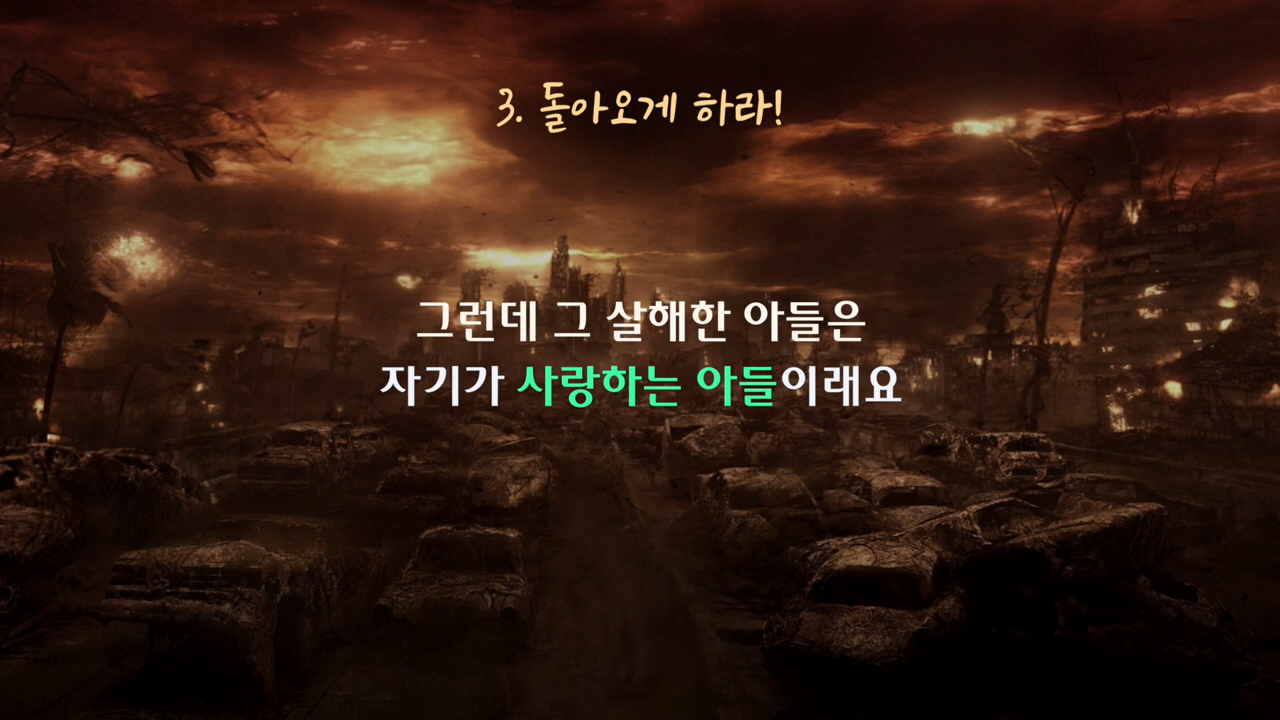 3. 돌아오게 하라!
그런데 그 살해한 아들은
자기가 사랑하는 아들이래요